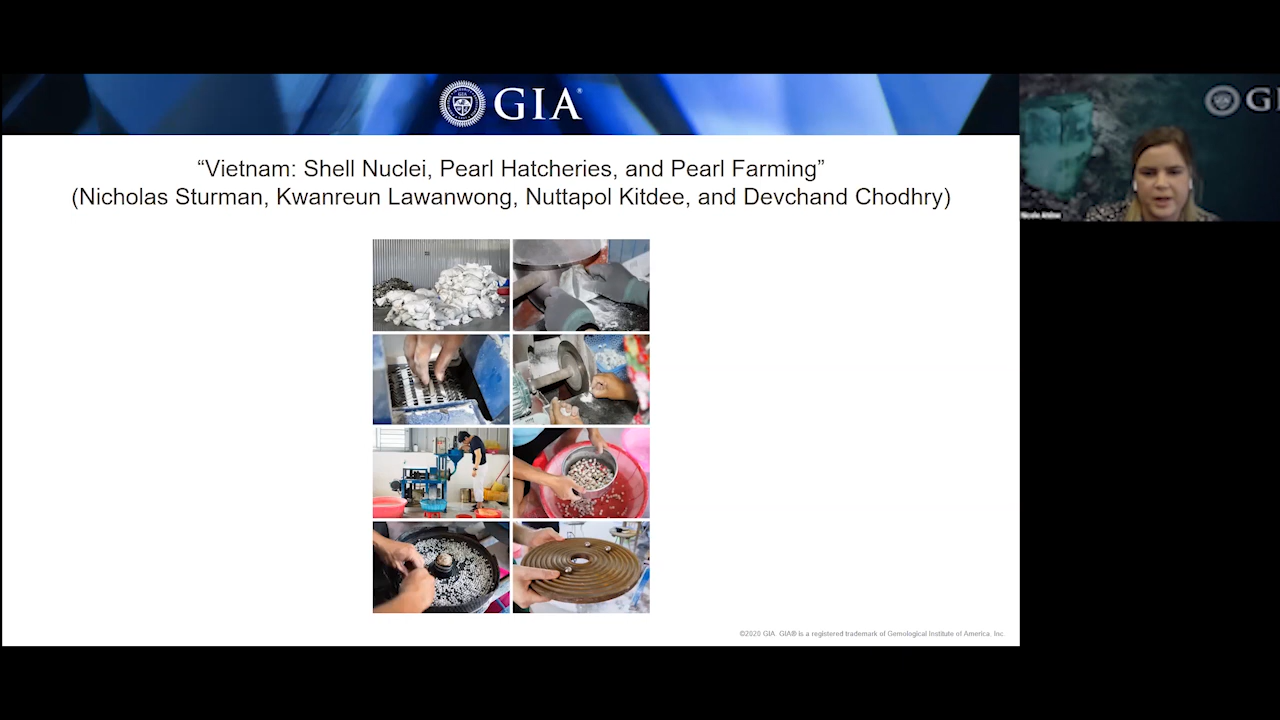 GIA®
“Vietnam: Shell Nuclei, Pearl Hatcheries, and Pearl Farming”
(Nicholas Sturman, Kwanreun Lawanwong, Nuttapol Kitdee, and Devchand Chodhry)
©2020 GIA. GIA® is a registered trademark of Gemological Institute of America, Inc.
GI